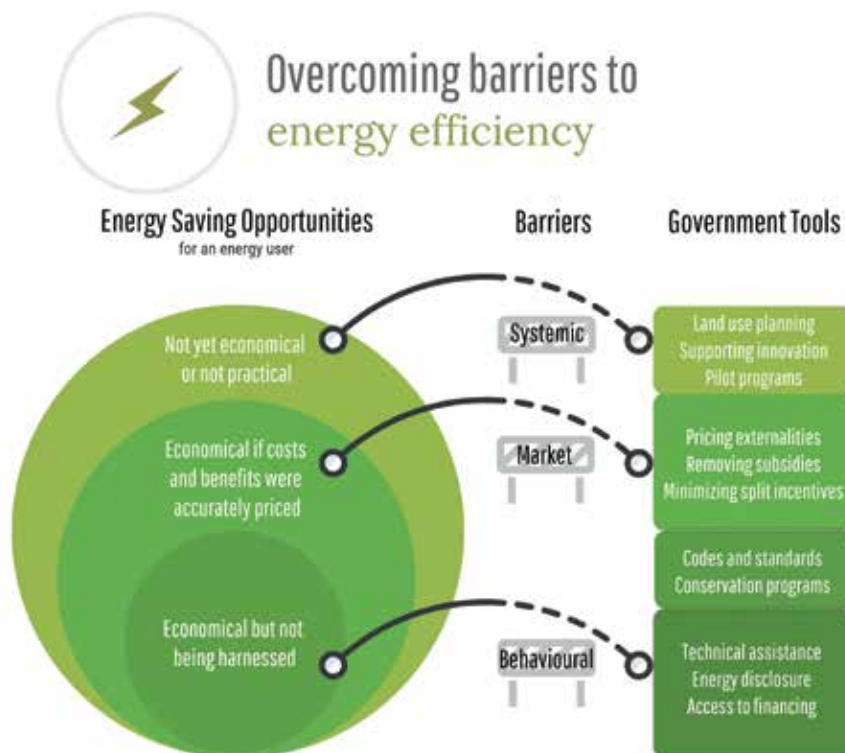 Overcoming barriers to
energy efficiency
Energy Saving Opportunities
for an energy user
Barriers
Government Tools
Not yet economical
or not practical
Systemic
Land use planning
Supporting innovation
Pilot programs
Economical if costs
and benefits were
accurately priced
Market
Pricing externalities
Removing subsidies
Minimizing split incentives
Codes and standards
Conservation programs
Economical but not
being harnessed
Behavioural
Technical assistance
Energy disclosure
Access to financing